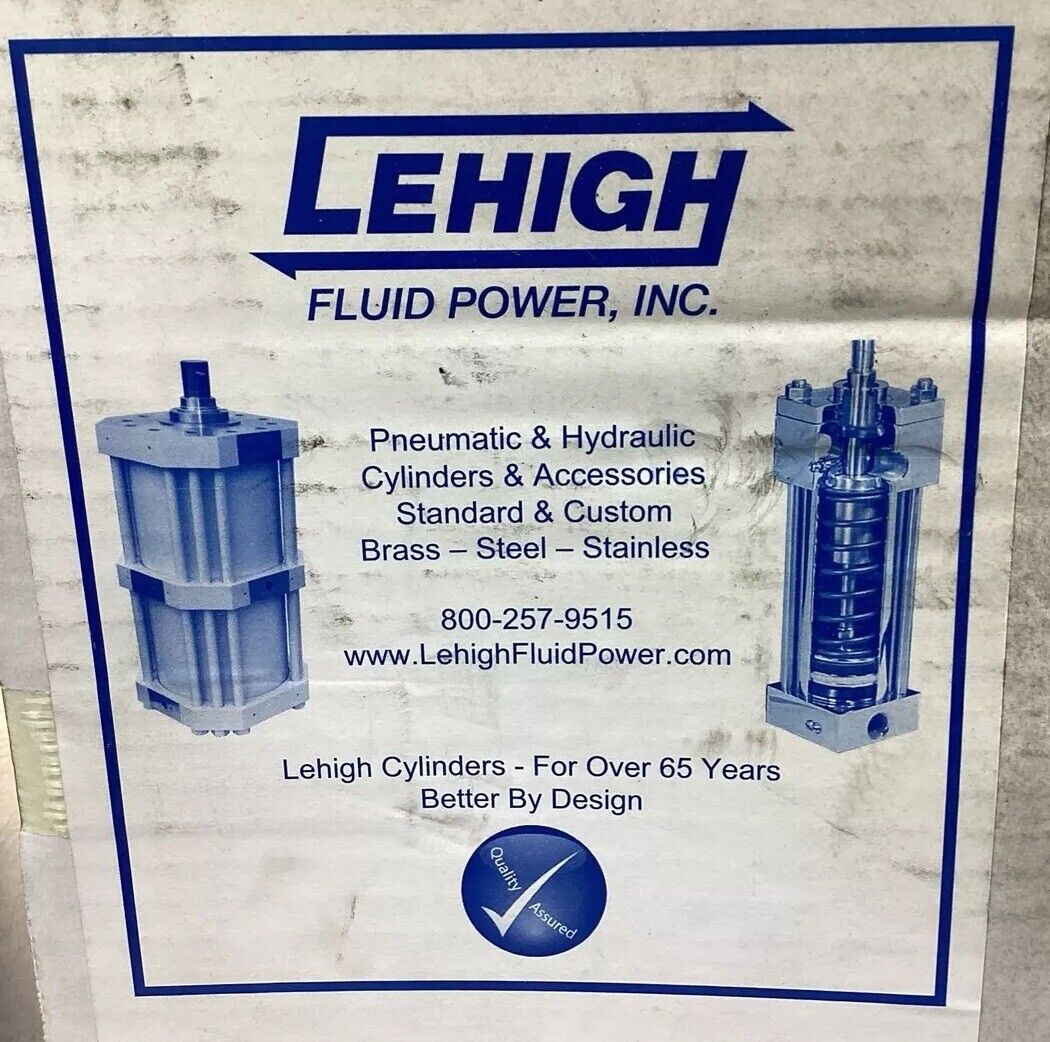 LEHIGH
FLUID POWER, INC.
Pneumatic & Hydraulic
Cylinders & Accessories
Standard & Custom
Brass – Steel – Stainless
800-257-9515
www.LehighFluidPower.com
Lehigh Cylinders - For Over 65 Years
Better By Design
Quality
Assured